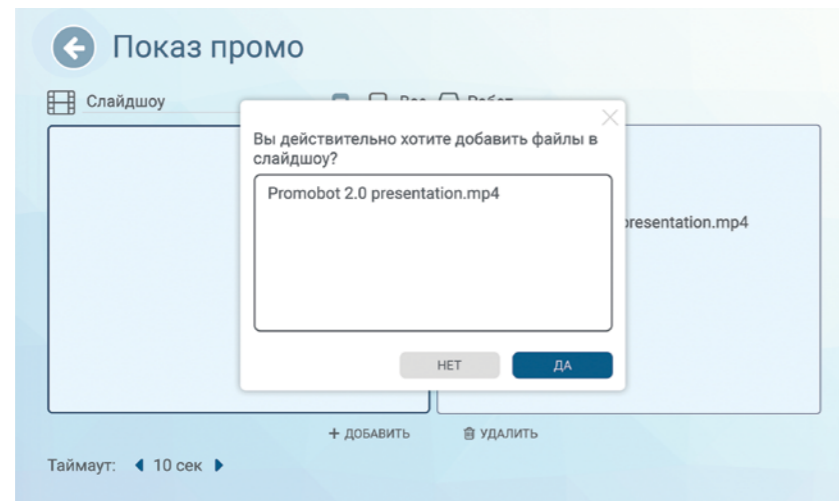 Показ промо
Слайдшоу
Вы действительно хотите добавить файлы в
слайдшоу?
Promobot 2.0 presentation.mp4
presentation.mp4
НЕТ
ДА
+ ДОБАВИТЬ
УДАЛИТЬ
Таймаут: 10 сек